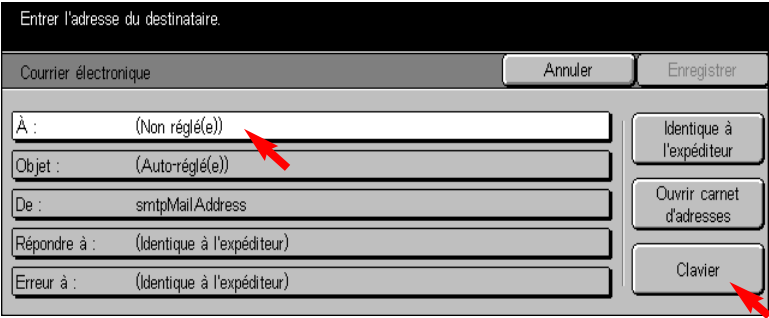 Entrer l'adresse du destinataire.
Courrier électronique
Annuler
Enregistrer
À : (Non réglé(e))
Objet : (Auto-réglé(e))
De : smtpMailAddress
Répondre à : (Identique à l'expéditeur)
Erreur à : (Identique à l'expéditeur)
Identique à
l'expéditeur
Ouvrir carnet
d'adresses
Clavier